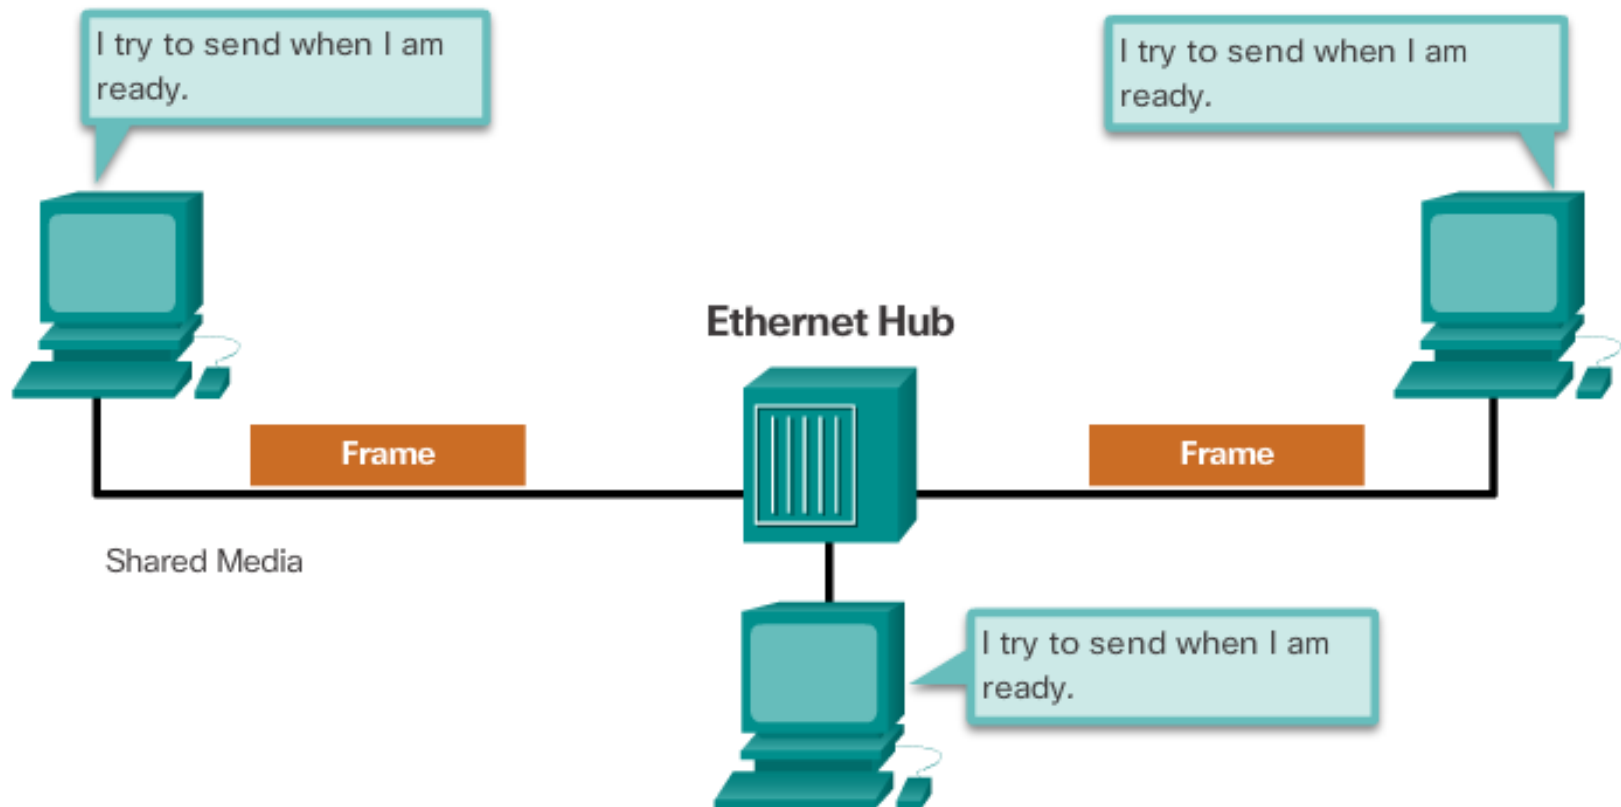 I try to send when I am
ready.
I try to send when I am
ready.
Ethernet Hub
Frame
Frame
Shared Media
I try to send when I am
ready.